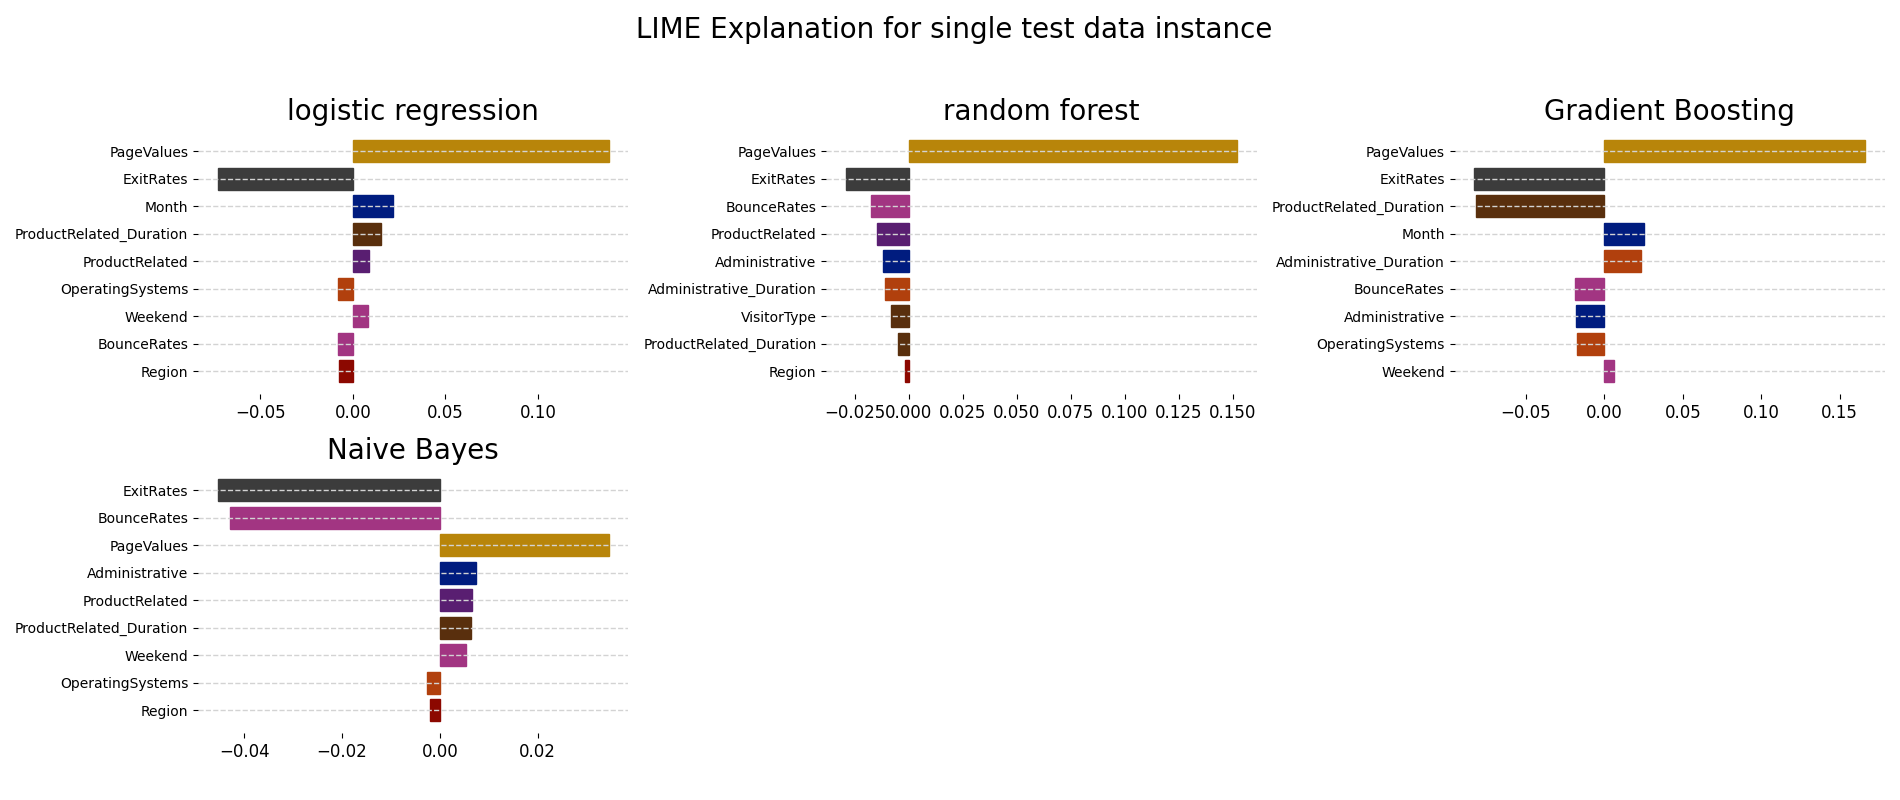 LIME Explanation for single test data instance
logistic regression
PageValues
ExitRates
Month
ProductRelated_Duration
ProductRelated
OperatingSystems
Weekend
BounceRates
Region
−0.05 0.00 0.05 0.10
random forest
PageValues
ExitRates
BounceRates
ProductRelated
Administrative
Administrative_Duration
VisitorType
ProductRelated_Duration
Region
−0.025 0.000 0.025 0.050 0.075 0.100 0.125 0.150
Gradient Boosting
PageValues
ExitRates
ProductRelated_Duration
Month
Administrative_Duration
BounceRates
Administrative
OperatingSystems
Weekend
−0.05 0.00 0.05 0.10 0.15
Naive Bayes
ExitRates
BounceRates
PageValues
Administrative
ProductRelated
ProductRelated_Duration
Weekend
OperatingSystems
Region
−0.04 −0.02 0.00 0.02